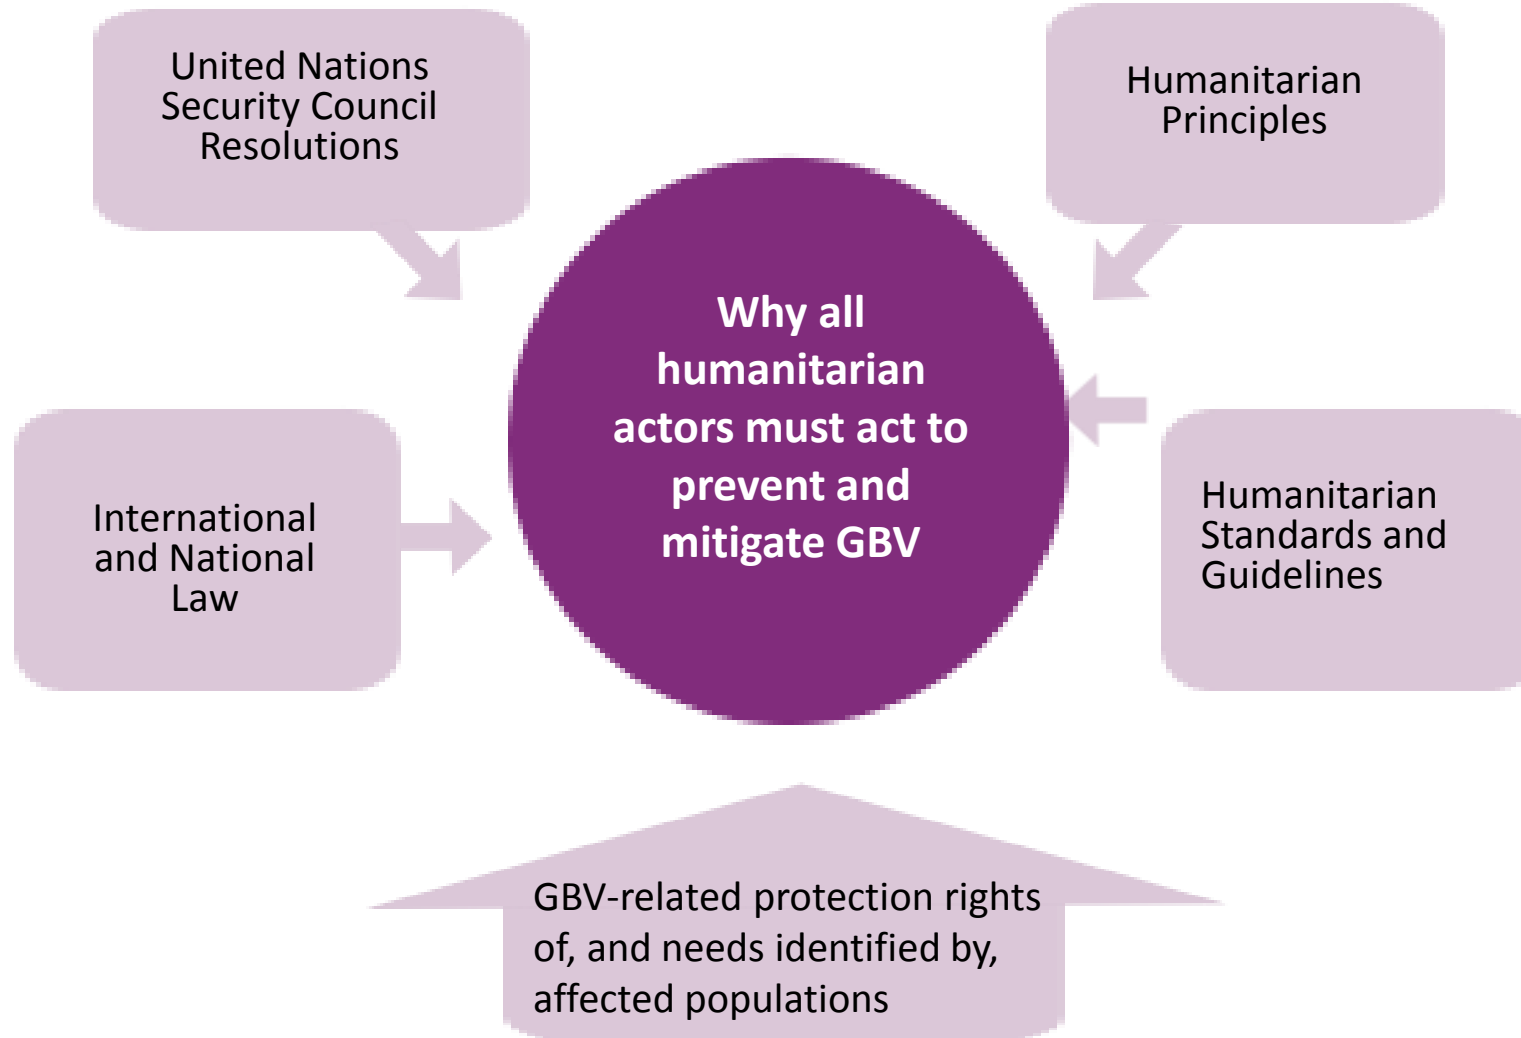 United Nations
Security Council
Resolutions
Humanitarian
Principles
Why all
humanitarian
actors must act to
prevent and
mitigate GBV
International
and National
Law
Humanitarian
Standards and
Guidelines
GBV-related protection rights
of, and needs identified by,
affected populations